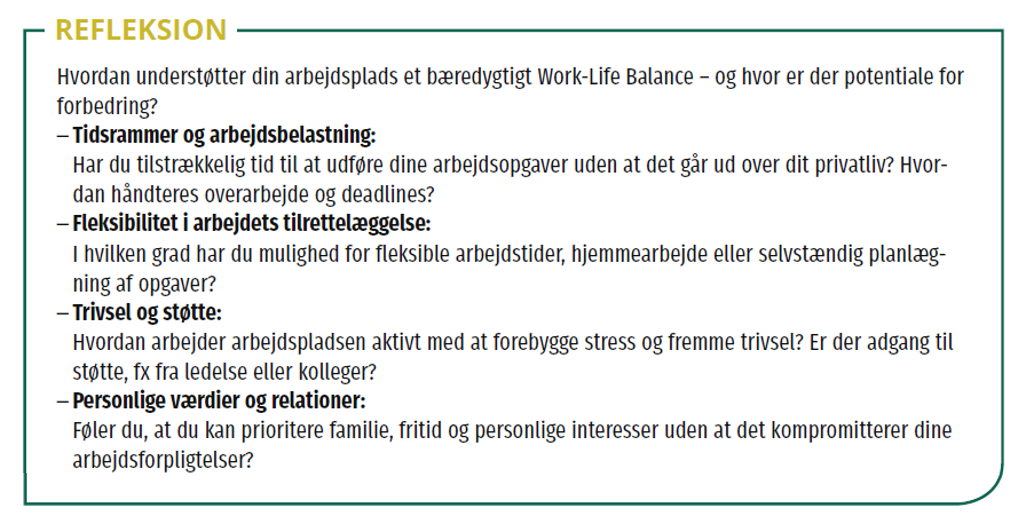 REFLEKSION
Hvordan understøtter din arbejdsplads et bæredygtigt Work-Life Balance – og hvor er der potentiale for
forbedring?
– Tidsrammer og arbejdsbelastning:
Har du tilstrækkelig tid til at udføre dine arbejdsopgaver uden at det går ud over dit privatliv? Hvor-
dan håndteres overarbejde og deadlines?
– Fleksibilitet i arbejdets tilrettelæggelse:
I hvilken grad har du mulighed for fleksible arbejdstider, hjemmearbejde eller selvstændig planlæg-
ning af opgaver?
– Trivsel og støtte:
Hvordan arbejder arbejdspladsen aktivt med at forebygge stress og fremme trivsel? Er der adgang til
støtte, fx fra ledelse eller kolleger?
– Personlige værdier og relationer:
Føler du, at du kan prioritere familie, fritid og personlige interesser uden at det kompromitterer dine
arbejdsforpligtelser?